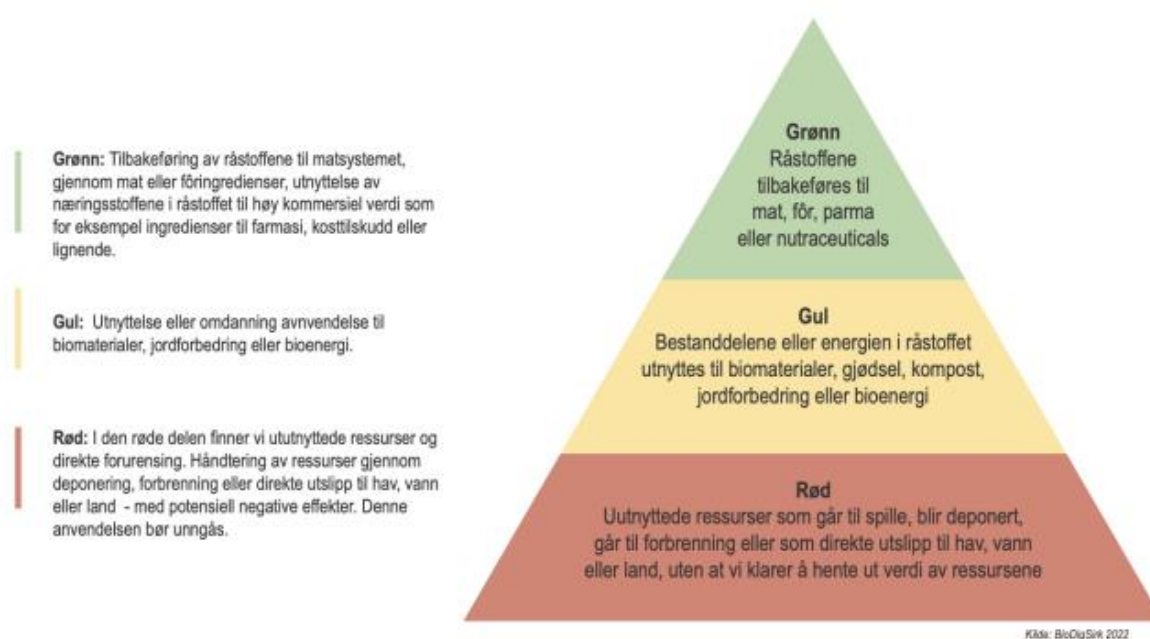 Grønn: Tilbakeføring av råstoffene til matsystemet,
gjennom mat eller fôringredienser, utnyttelse av
næringsstoffene i råstoffet til høy kommersiel verdi som
for eksempel ingredienser til farmasi, kosttilskudd eller
lignende.
Gul: Utnyttelse eller omdanning avnvendelse til
biomaterialer, jordforbedring eller bioenergi.
Rød: I den røde delen finner vi ututnyttede ressurser og
direkte forurensing. Håndtering av ressurser gjennom
deponering, forbrenning eller direkte utslipp til hav, vann
eller land - med potensiell negative effekter. Denne
anvendelsen bør unngås.
Grønn
Råstoffene
tilbakeføres til
mat, fôr, parma
eller nutraceuticals
Gul
Bestanddelene eller energien i råstoffet
utnyttes til biomaterialer, gjødsel, kompost,
jordforbedring eller bioenergi
Rød
Uutnyttede ressurser som går til spille, blir deponert,
går til forbrenning eller som direkte utslipp til hav, vann
eller land, uten at vi klarer å hente ut verdi av ressursene
Kilde: BioDigSirk 2022